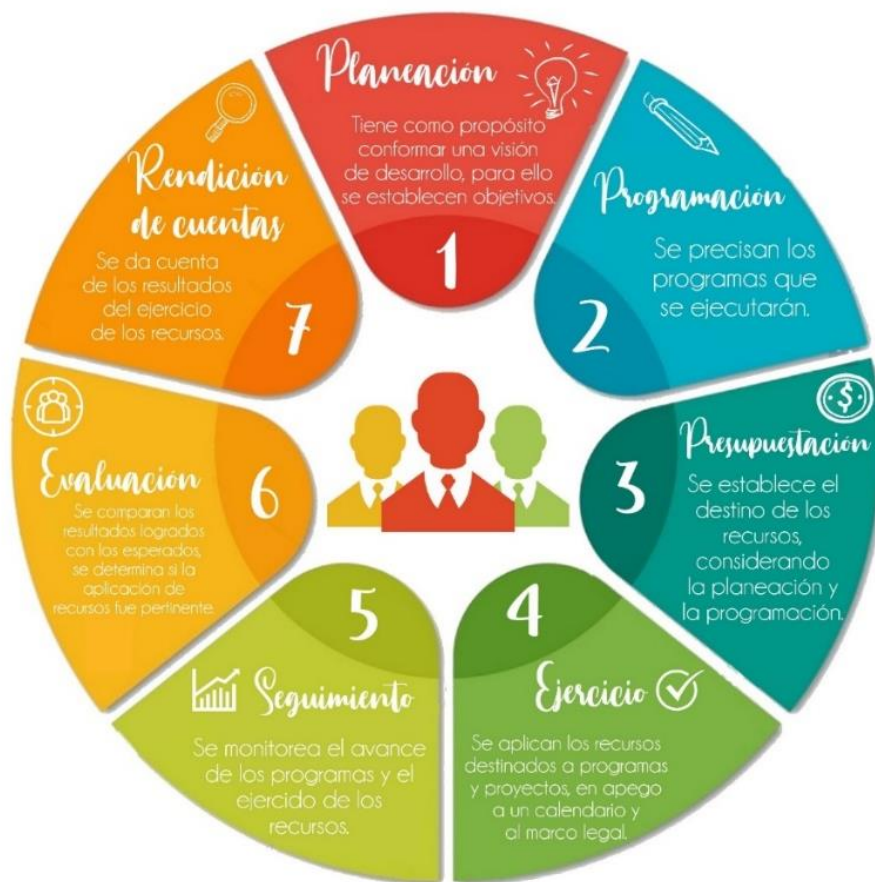 Planeación
Tiene como propósito
conformar una visión
de desarrollo, para ello
se establecen objetivos.
1
Programación
Se precisan los
programas que
se ejecutarán.
2
Presupuestación
Se establece el
destino de los
recursos,
considerando
la planeación y
la programación.
3
4
Ejercicio
Se aplican los recursos
destinados a programas
y proyectos, en apego
a un calendario y
al marco legal.
5
Seguimiento
Se monitorea el avance
de los programas y el
ejercido de los
recursos.
Evaluación
Se comparan los
resultados logrados
con los esperados,
se determina si la
aplicación de
recursos fue pertinente.
6
Rendición
de cuentas
Se da cuenta
de los resultados
del ejercicio
de los recursos.
7